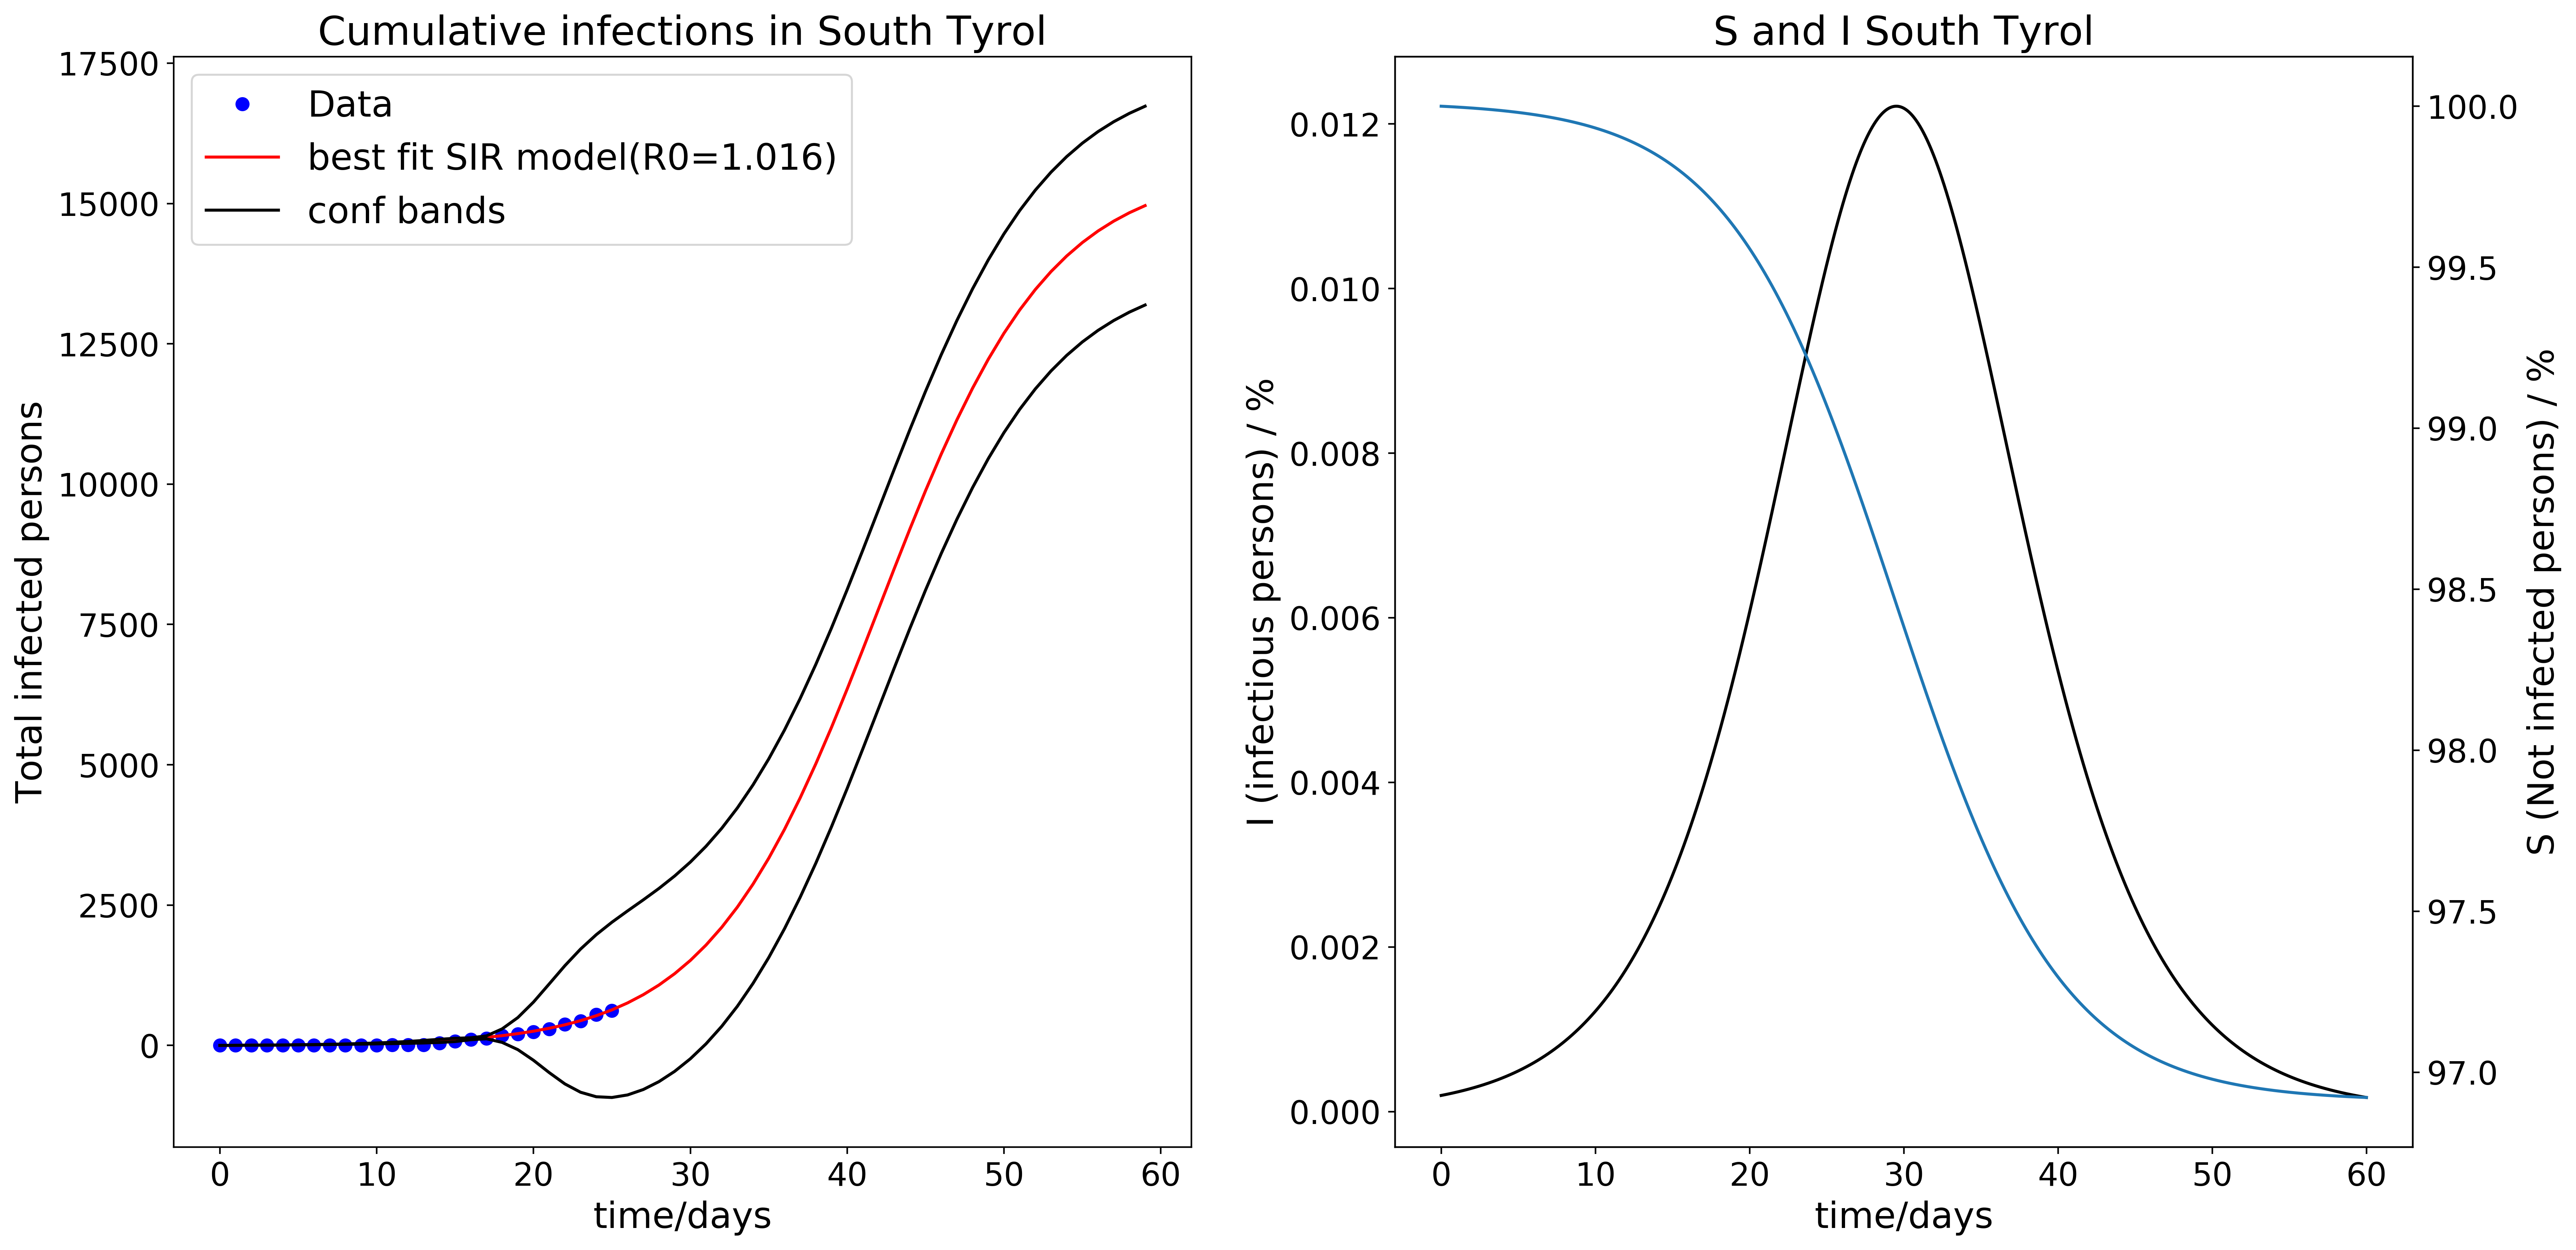 Cumulative infections in South Tyrol
17500
15000
12500
10000
7500
5000
2500
0
Total infected persons
Data
best fit SIR model(R0=1.016)
conf bands
0 10 20 30 40 50 60
time/days
S and I South Tyrol
I (infectious persons) / %
0.012
0.010
0.008
0.006
0.004
0.002
0.000
100.0
99.5
99.0
98.5
98.0
97.5
97.0
S (Not infected persons) / %
0 10 20 30 40 50 60
time/days